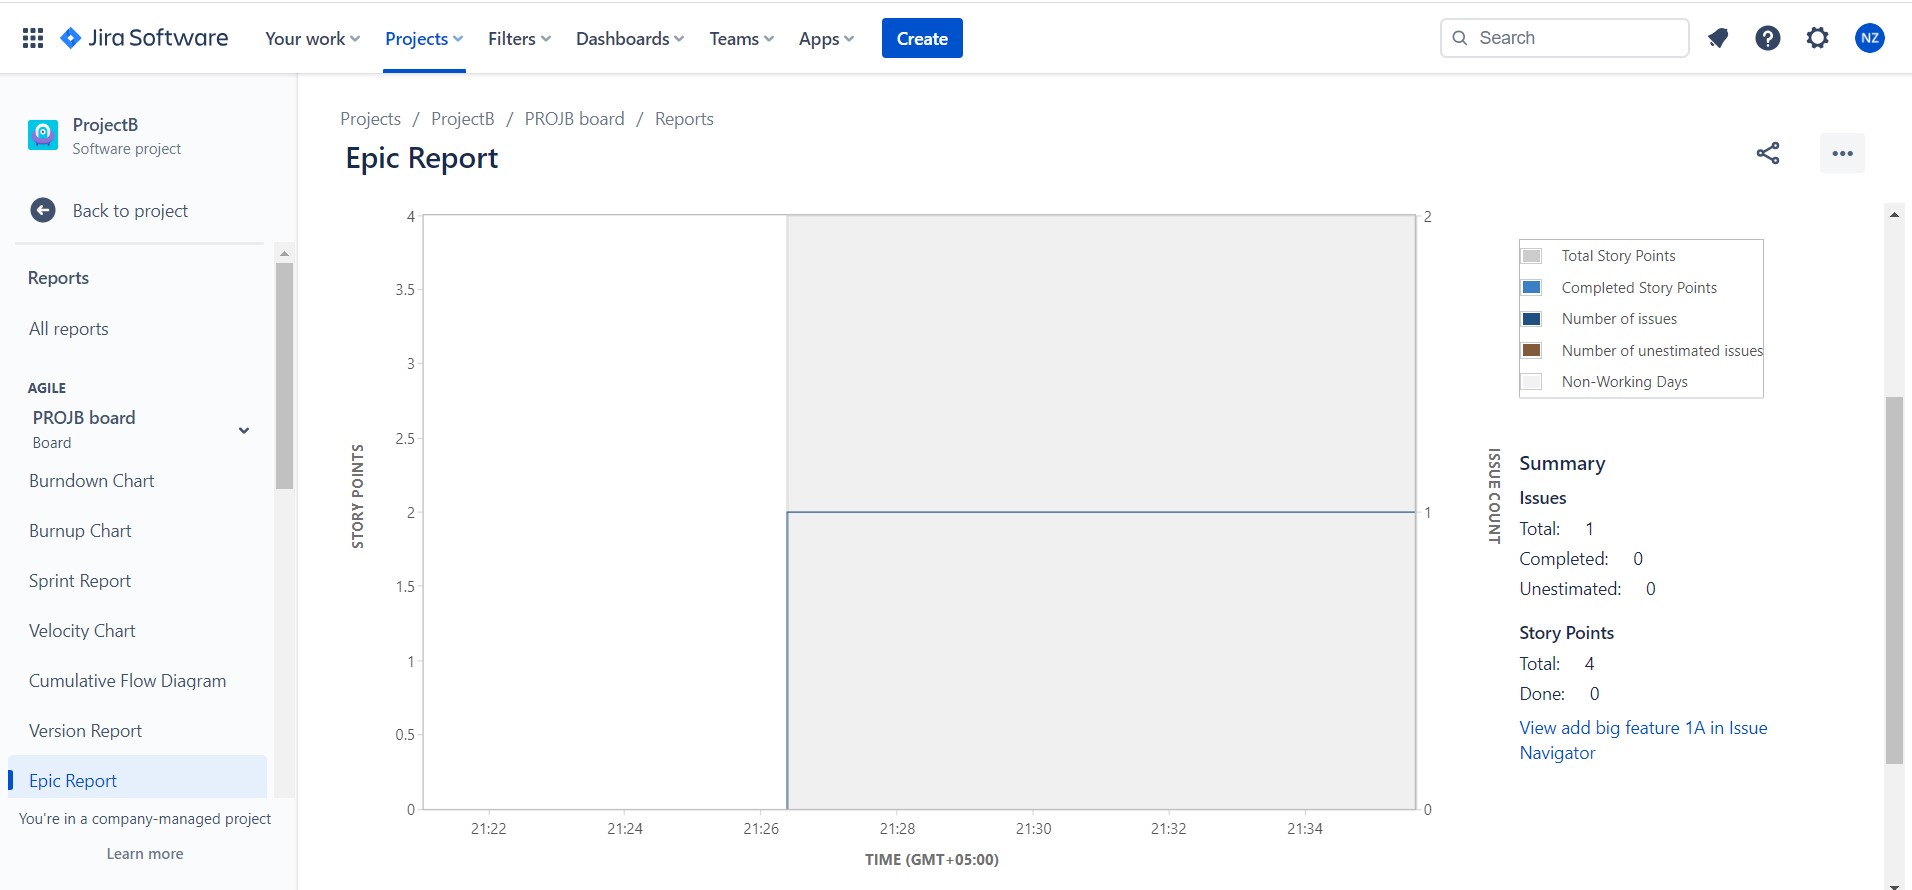 Jira Software
Your work
Projects
Filters
Dashboards
Teams
Apps
Create
Search
NZ
ProjectB
Software project
Back to project
Reports
All reports
AGILE
PROJB board
Board
Burndown Chart
Burnup Chart
Sprint Report
Velocity Chart
Cumulative Flow Diagram
Version Report
Epic Report
You're in a company-managed project
Learn more
Projects / ProjectB / PROJB board / Reports
Epic Report
STORY POINTS
4
3.5
3
2.5
2
1.5
1
0.5
0
2
1
0
ISSUE COUNT
21:22 21:24 21:26 21:28 21:30 21:32 21:34
TIME (GMT+05:00)
Total Story Points
Completed Story Points
Number of issues
Number of unestimated issues
Non-Working Days
Summary
Issues
Total: 1
Completed: 0
Unestimated: 0
Story Points
Total: 4
Done: 0
View add big feature 1A in Issue
Navigator